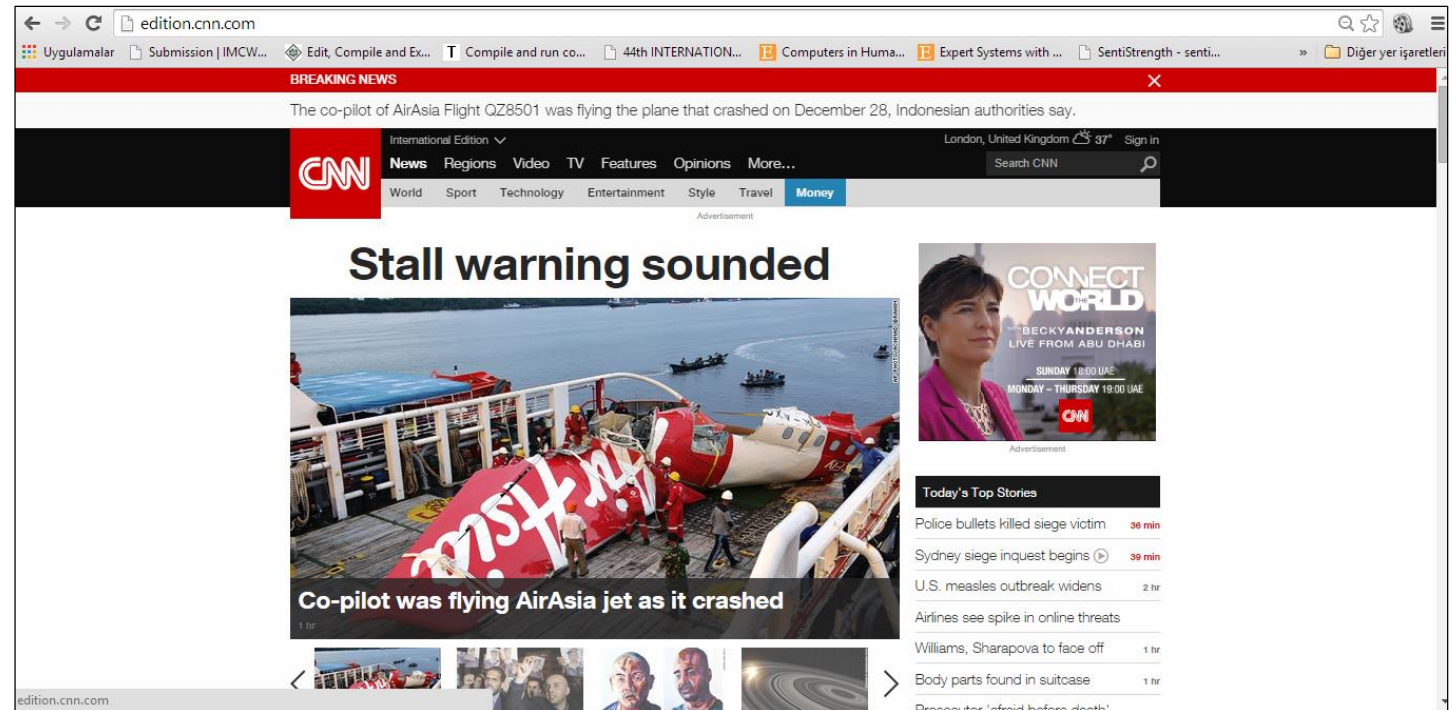 edition.cnn.com
Uygulamalar Submission | IMCW... Edit, Compile and Ex... T Compile and run co... 44th INTERNATION... Computers in Huma... Expert Systems with ... SentiStrength - senti... » Diğer yer işaretleri
BREAKING NEWS
The co-pilot of AirAsia Flight QZ8501 was flying the plane that crashed on December 28, Indonesian authorities say.
CNN
International Edition
London, United Kingdom 37° Sign in
News Regions Video TV Features Opinions More...
Search CNN
World Sport Technology Entertainment Style Travel Money
Advertisement
Stall warning sounded
AirAsia
Co-pilot was flying AirAsia jet as it crashed
1 hr
CONNECT
THE
WORLD
WITH BECKYANDERSON
LIVE FROM ABU DHABI
SUNDAY 18:00 UAE
MONDAY – THURSDAY 19:00 UAE
CNN
Advertisement
Today's Top Stories
Police bullets killed siege victim 36 min
Sydney siege inquest begins 39 min
U.S. measles outbreak widens 2 hr
Airlines see spike in online threats
Williams, Sharapova to face off 1 hr
Body parts found in suitcase 1 hr
Prosecutor 'afraid before death'
edition.cnn.com